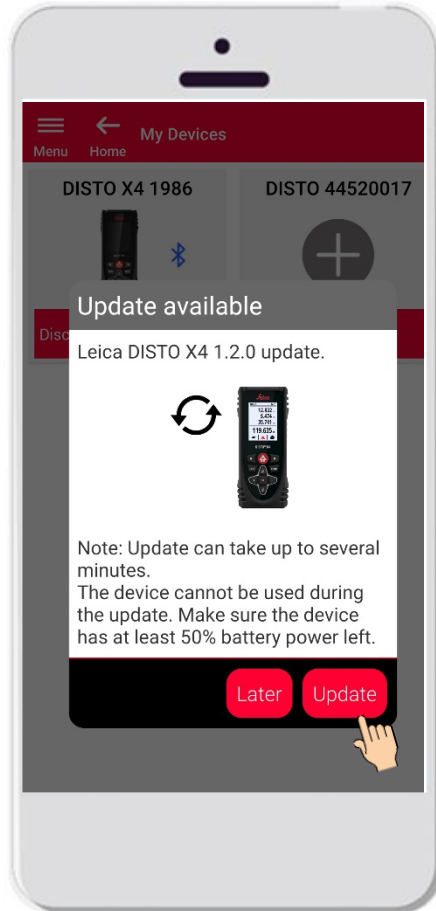 My Devices
Menu Home
DISTO X4 1986
DISTO 44520017
Disc
Update available
Leica DISTO X4 1.2.0 update.
Note: Update can take up to several
minutes.
The device cannot be used during
the update. Make sure the device
has at least 50% battery power left.
Later
Update